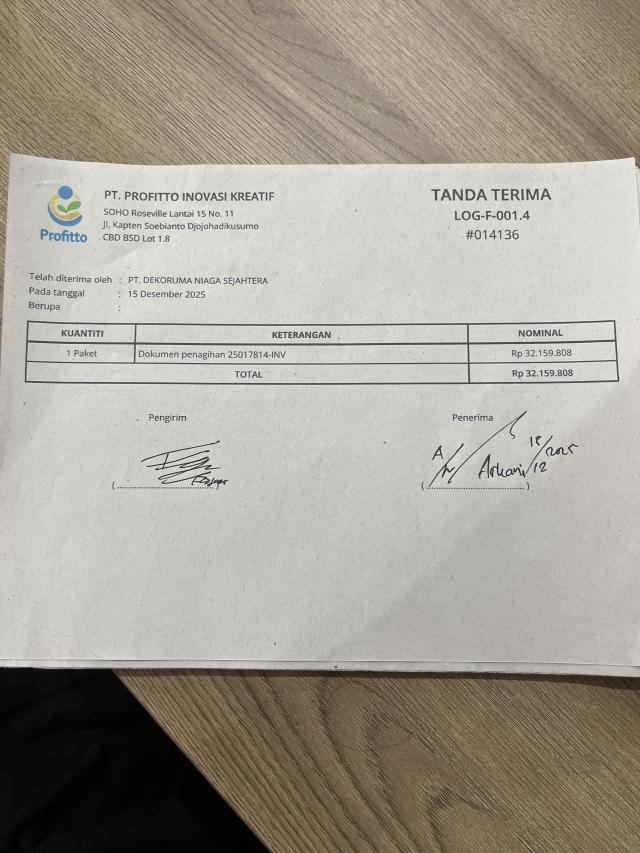 Profitto
PT. PROFITTO INOVASI KREATIF
SOHO Roseville Lantai 15 No. 11
Jl. Kapten Soebianto Djojohadikusumo
CBD BSD Lot 1.8
TANDA TERIMA
LOG-F-001.4
#014136
Telah diterima oleh : PT. DEKORUMA NIAGA SEJAHTERA
Pada tanggal : 15 Desember 2025
Berupa :
KUANTITI KETERANGAN NOMINAL
1 Paket Dokumen penagihan 25017814-INV Rp 32.159.808
TOTAL Rp 32.159.808
Pengirim Penerima
A/N Arkani 18/12/2025